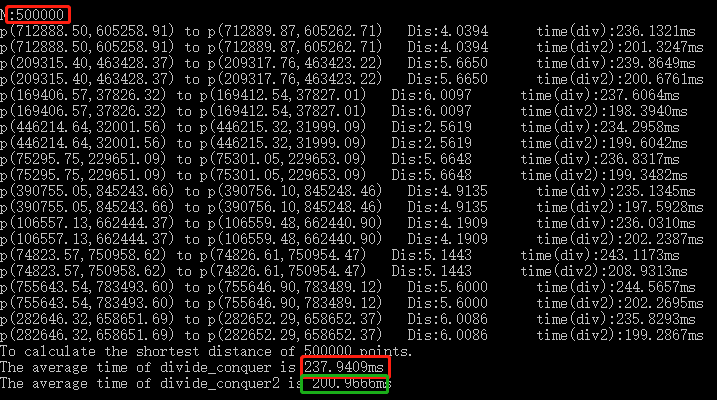 N:500000
p(712888.50,605258.91) to p(712889.87,605262.71) Dis:4.0394 time(div):236.1321ms
p(712888.50,605258.91) to p(712889.87,605262.71) Dis:4.0394 time(div2):201.3247ms
p(209315.40,463428.37) to p(209317.76,463423.22) Dis:5.6650 time(div):239.8649ms
p(209315.40,463428.37) to p(209317.76,463423.22) Dis:5.6650 time(div2):200.6761ms
p(169406.57,37826.32) to p(169412.54,37827.01) Dis:6.0097 time(div):237.6064ms
p(169406.57,37826.32) to p(169412.54,37827.01) Dis:6.0097 time(div2):198.3940ms
p(446214.64,32001.56) to p(446215.32,31999.09) Dis:2.5619 time(div):234.2958ms
p(446214.64,32001.56) to p(446215.32,31999.09) Dis:2.5619 time(div2):199.6042ms
p(75295.75,229651.09) to p(75301.05,229653.09) Dis:5.6648 time(div):236.8317ms
p(75295.75,229651.09) to p(75301.05,229653.09) Dis:5.6648 time(div2):199.3482ms
p(390755.05,845243.66) to p(390756.10,845248.46) Dis:4.9135 time(div):235.1345ms
p(390755.05,845243.66) to p(390756.10,845248.46) Dis:4.9135 time(div2):197.5928ms
p(106557.13,662444.37) to p(106559.48,662440.90) Dis:4.1909 time(div):236.0310ms
p(106557.13,662444.37) to p(106559.48,662440.90) Dis:4.1909 time(div2):202.2387ms
p(74823.57,750958.62) to p(74826.61,750954.47) Dis:5.1443 time(div):243.1173ms
p(74823.57,750958.62) to p(74826.61,750954.47) Dis:5.1443 time(div2):208.9313ms
p(755643.54,783493.60) to p(755646.90,783489.12) Dis:5.6000 time(div):244.5657ms
p(755643.54,783493.60) to p(755646.90,783489.12) Dis:5.6000 time(div2):202.2695ms
p(282646.32,658651.69) to p(282652.29,658652.37) Dis:6.0086 time(div):235.8293ms
p(282646.32,658651.69) to p(282652.29,658652.37) Dis:6.0086 time(div2):199.2867ms
To calculate the shortest distance of 500000 points.
The average time of divide_conquer is 237.9409ms
The average time of divide_conquer2 is 200.9666ms